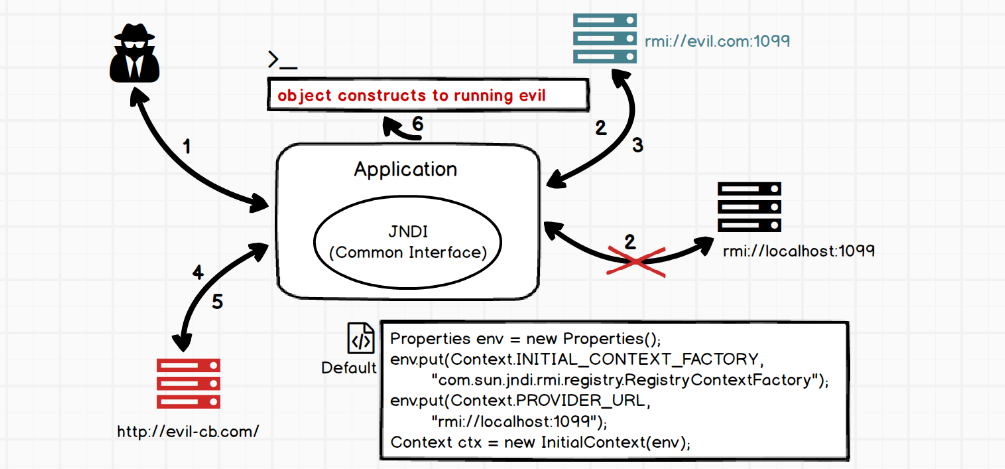 rmi://evil.com:1099
>_
object constructs to running evil
6
1
2
3
Application
JNDI
(Common Interface)
2
rmi://localhost:1099
4
5
</>
Default
Properties env = new Properties();
env.put(Context.INITIAL_CONTEXT_FACTORY,
"com.sun.jndi.rmi.registry.RegistryContextFactory");
env.put(Context.PROVIDER_URL,
"rmi://localhost:1099");
Context ctx = new InitialContext(env);
http://evil-cb.com/